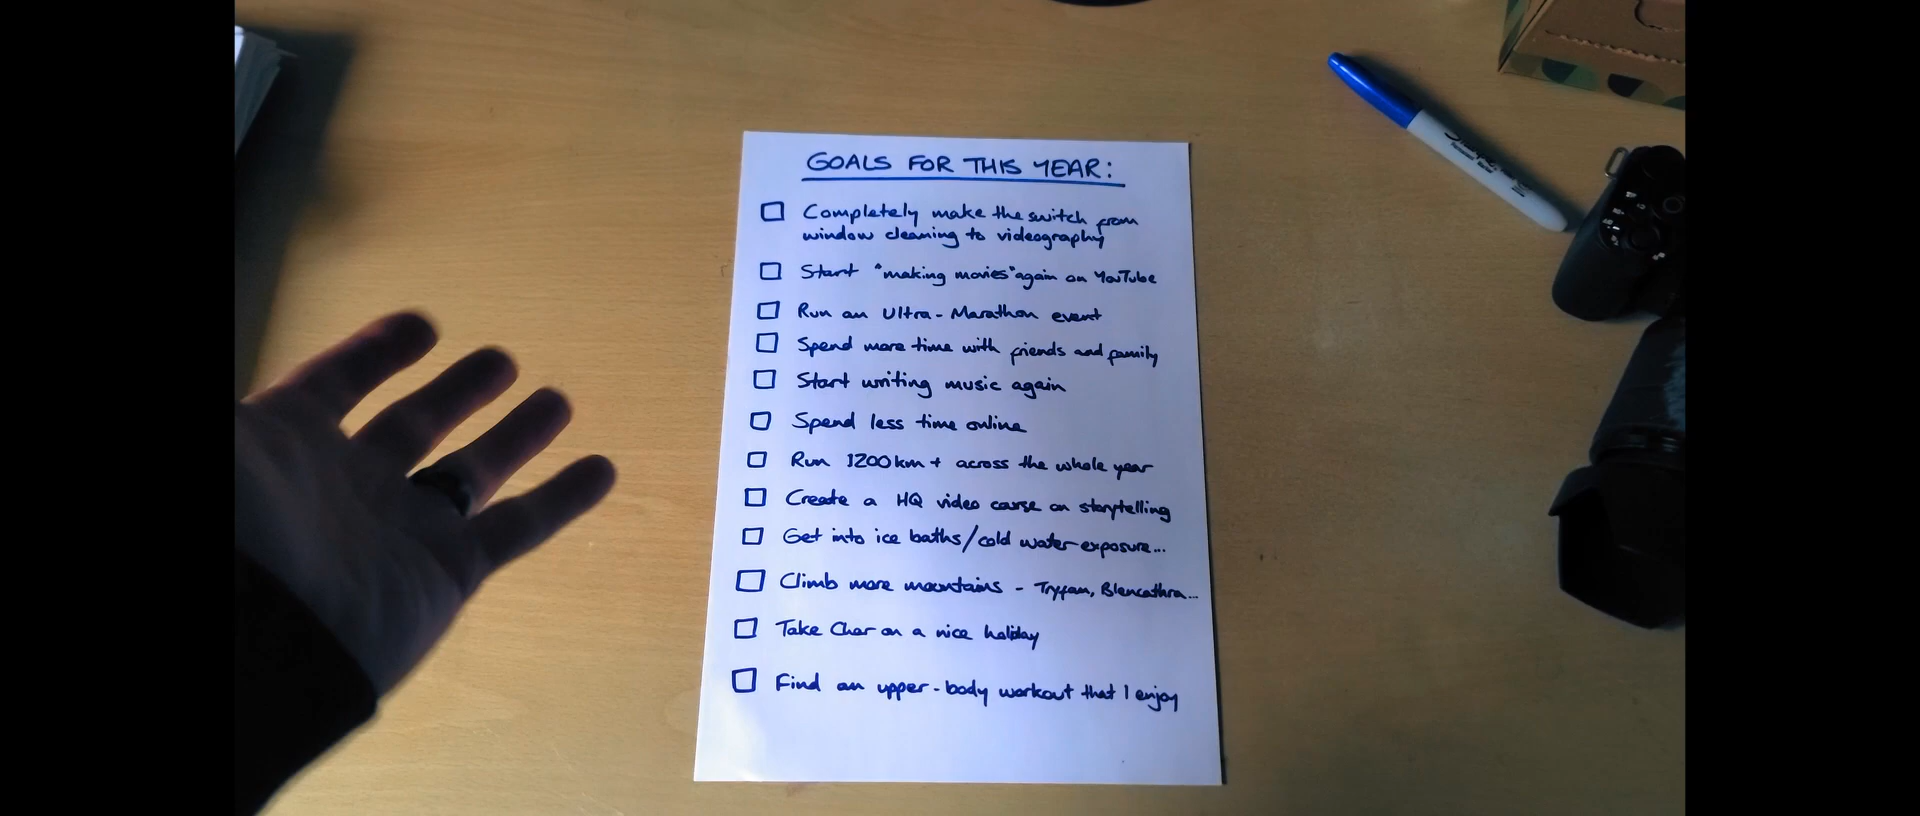 GOALS FOR THIS YEAR:
Completely make the switch from
window cleaning to videography
Start "making movies" again on YouTube
Run an Ultra-Marathon event
Spend more time with friends and family
Start writing music again
Spend less time online
Run 1200km+ across the whole year
Create a HQ video course on storytelling
Get into ice baths/cold water exposure...
Climb more mountains - Tryfan, Blencathra...
Take Char on a nice holiday
Find an upper-body workout that I enjoy
Sharpie